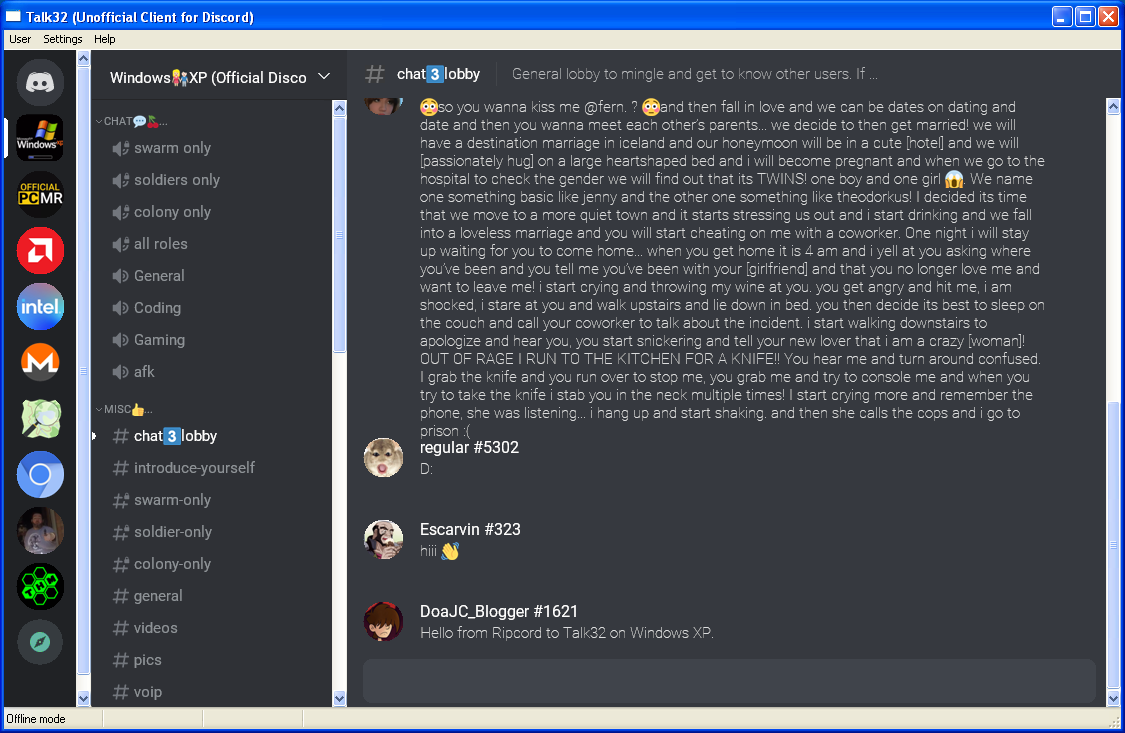 Talk32 (Unofficial Client for Discord)
User Settings Help
Windows👫XP (Official Disco
# chat3️⃣lobby General lobby to mingle and get to know other users. If ...
Windows xp
OFFICIAL
PCMR
intel
CHAT💬🍒...
swarm only
soldiers only
colony only
all roles
General
Coding
Gaming
afk
MISC👍...
# chat3️⃣lobby
# introduce-yourself
# swarm-only
# soldier-only
# colony-only
# general
# videos
# pics
# voip
😳so you wanna kiss me @fern. ? 😳and then fall in love and we can be dates on dating and
date and then you wanna meet each other's parents... we decide to then get married! we will
have a destination marriage in iceland and our honeymoon will be in a cute [hotel] and we will
[passionately hug] on a large heartshaped bed and i will become pregnant and when we go to the
hospital to check the gender we will find out that its TWINS! one boy and one girl 😱. We name
one something basic like jenny and the other one something like theodorkus! I decided its time
that we move to a more quiet town and it starts stressing us out and i start drinking and we fall
into a loveless marriage and you will start cheating on me with a coworker. One night i will stay
up waiting for you to come home... when you get home it is 4 am and i yell at you asking where
you've been and you tell me you've been with your [girlfriend] and that you no longer love me and
want to leave me! i start crying and throwing my wine at you. you get angry and hit me, i am
shocked, i stare at you and walk upstairs and lie down in bed. you then decide its best to sleep on
the couch and call your coworker to talk about the incident. i start walking downstairs to
apologize and hear you, you start snickering and tell your new lover that i am a crazy [woman]!
OUT OF RAGE I RUN TO THE KITCHEN FOR A KNIFE!! You hear me and turn around confused.
I grab the knife and you run over to stop me, you grab me and try to console me and when you
try to take the knife i stab you in the neck multiple times! I start crying more and remember the
phone, she was listening... i hang up and start shaking. and then she calls the cops and i go to
prison :(
regular #5302
D:
Escarvin #323
hiii 👋
DoaJC_Blogger #1621
Hello from Ripcord to Talk32 on Windows XP.
Offline mode